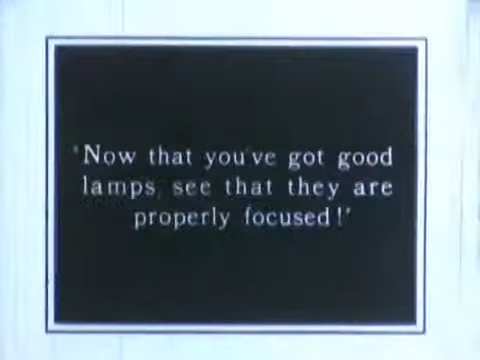 'Now that you've got good
lamps, see that they are
properly focused!'